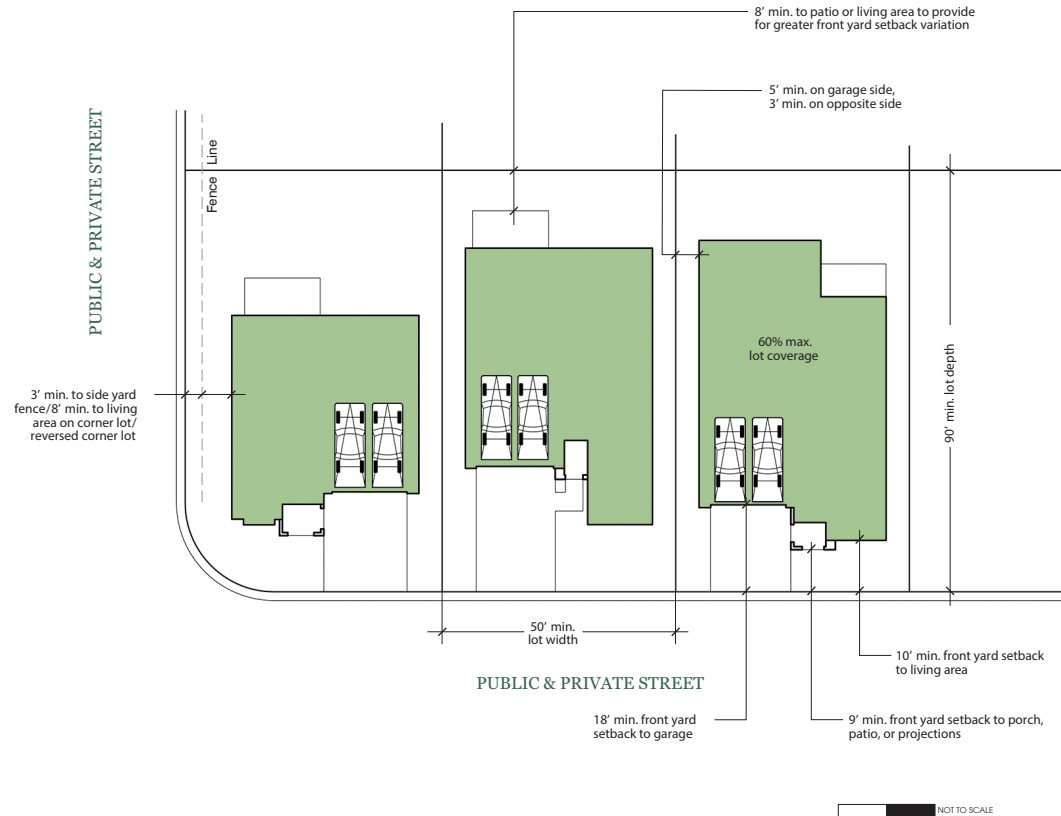 8’ min. to patio or living area to provide
for greater front yard setback variation
5’ min. on garage side,
3’ min. on opposite side
PUBLIC & PRIVATE STREET
Fence Line
60% max.
lot coverage
90’ min. lot depth
3’ min. to side yard
fence/8’ min. to living
area on corner lot/
reversed corner lot
50’ min.
lot width
10’ min. front yard setback
to living area
PUBLIC & PRIVATE STREET
18’ min. front yard
setback to garage
9’ min. front yard setback to porch,
patio, or projections
NOT TO SCALE